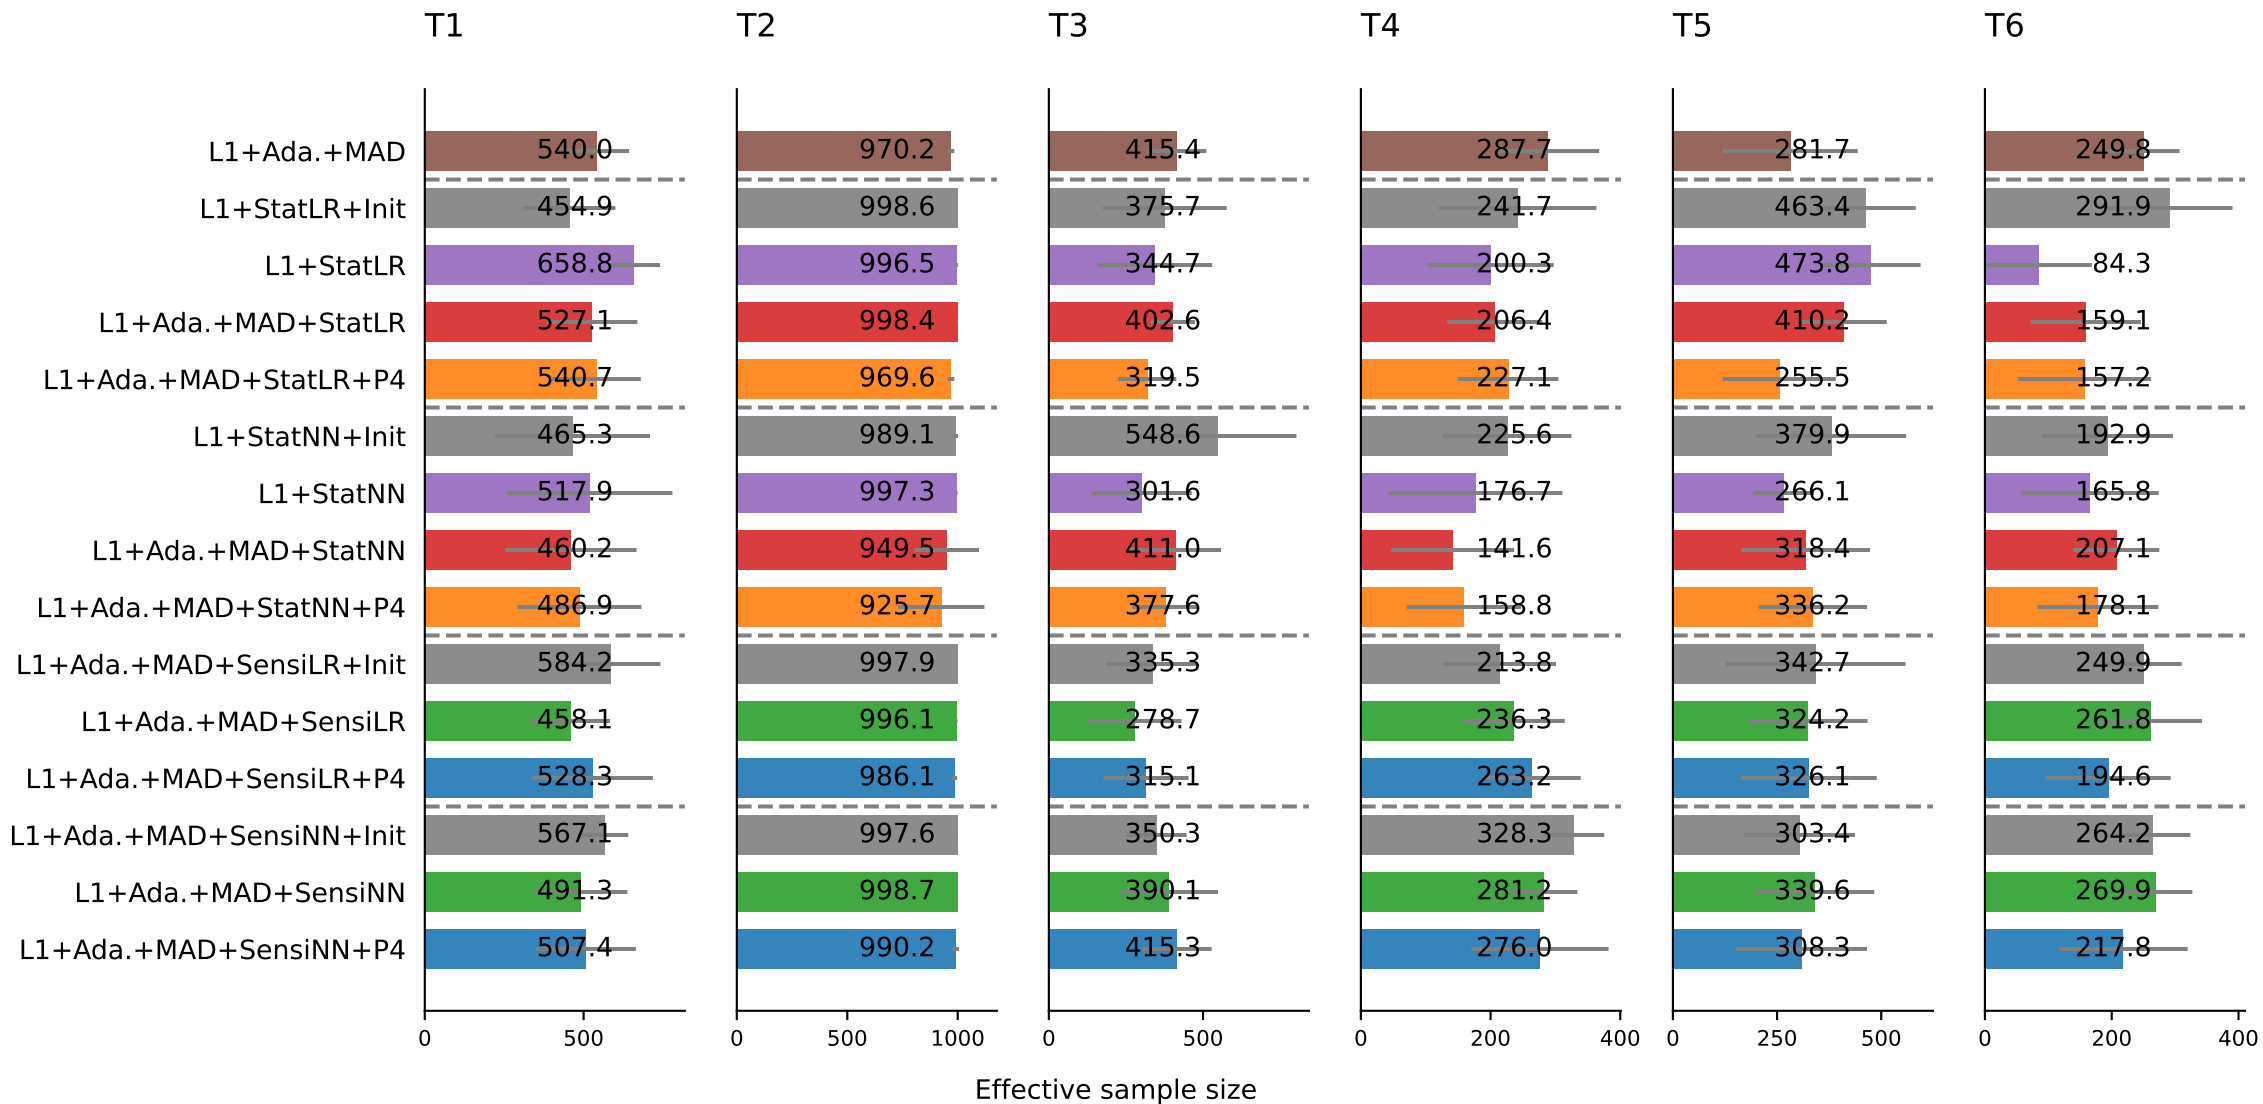 T1 T2 T3 T4 T5 T6
L1+Ada.+MAD 540.0 970.2 415.4 287.7 281.7 249.8
L1+StatLR+Init 454.9 998.6 375.7 241.7 463.4 291.9
L1+StatLR 658.8 996.5 344.7 200.3 473.8 84.3
L1+Ada.+MAD+StatLR 527.1 998.4 402.6 206.4 410.2 159.1
L1+Ada.+MAD+StatLR+P4 540.7 969.6 319.5 227.1 255.5 157.2
L1+StatNN+Init 465.3 989.1 548.6 225.6 379.9 192.9
L1+StatNN 517.9 997.3 301.6 176.7 266.1 165.8
L1+Ada.+MAD+StatNN 460.2 949.5 411.0 141.6 318.4 207.1
L1+Ada.+MAD+StatNN+P4 486.9 925.7 377.6 158.8 336.2 178.1
L1+Ada.+MAD+SensiLR+Init 584.2 997.9 335.3 213.8 342.7 249.9
L1+Ada.+MAD+SensiLR 458.1 996.1 278.7 236.3 324.2 261.8
L1+Ada.+MAD+SensiLR+P4 528.3 986.1 315.1 263.2 326.1 194.6
L1+Ada.+MAD+SensiNN+Init 567.1 997.6 350.3 328.3 303.4 264.2
L1+Ada.+MAD+SensiNN 491.3 998.7 390.1 281.2 339.6 269.9
L1+Ada.+MAD+SensiNN+P4 507.4 990.2 415.3 276.0 308.3 217.8
0 500 0 500 1000 0 500 0 200 400 0 250 500 0 200 400
Effective sample size